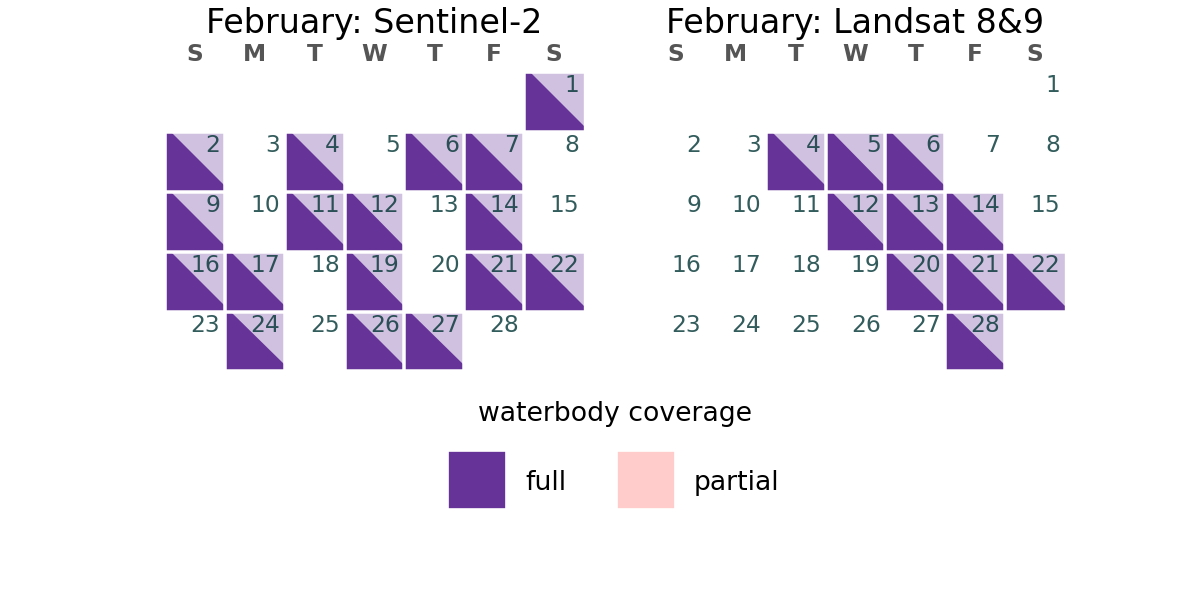 February: Sentinel-2
S M T W T F S
1
2 3 4 5 6 7 8
9 10 11 12 13 14 15
16 17 18 19 20 21 22
23 24 25 26 27 28
February: Landsat 8&9
S M T W T F S
1
2 3 4 5 6 7 8
9 10 11 12 13 14 15
16 17 18 19 20 21 22
23 24 25 26 27 28
waterbody coverage
full partial